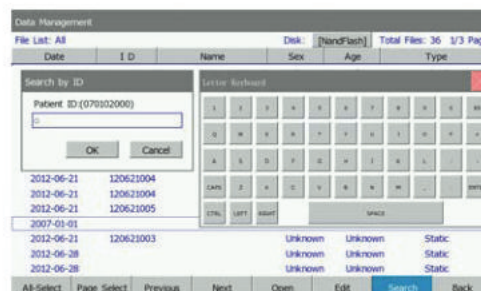 Data Management
File List: All Disk: [NandFlash] Total Files: 36 1/3 Pag
Date I D Name Sex Age Type
Search by ID
Letter Keyboard
Patient ID:(070102000)
OK Cancel
CAPS
CTRL LEFT RIGHT SPACE
2012-06-21 120621004
2012-06-21 120621004
2012-06-21 120621005
2007-01-01
2012-06-21 120621003 Unknown Unknown Static
2012-06-28 Unknown Unknown Static
2012-06-28 Unknown Unknown Static
All-Select Page Select Previous Next Open Edit Search Back